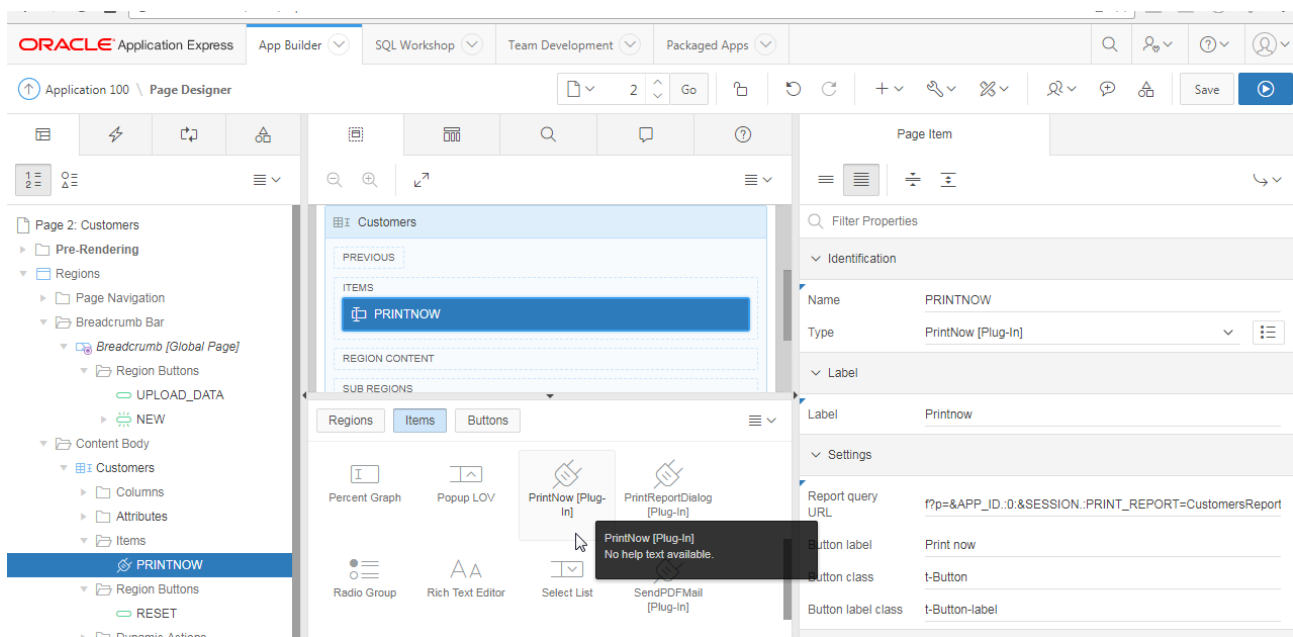 ORACLE Application Express
App Builder
SQL Workshop
Team Development
Packaged Apps
Application 100 \ Page Designer
2
Go
Save
Page 2: Customers
Pre-Rendering
Regions
Page Navigation
Breadcrumb Bar
Breadcrumb [Global Page]
Region Buttons
UPLOAD_DATA
NEW
Content Body
Customers
Columns
Attributes
Items
PRINTNOW
Region Buttons
RESET
Dynamic Actions
Customers
PREVIOUS
ITEMS
PRINTNOW
REGION CONTENT
SUB REGIONS
Regions
Items
Buttons
Percent Graph
Popup LOV
PrintNow [Plug-
In]
PrintReportDialog
[Plug-In]
PrintNow [Plug-In]
No help text available.
Radio Group
Rich Text Editor
Select List
SendPDFMail
[Plug-In]
Page Item
Filter Properties
Identification
Name
PRINTNOW
Type
PrintNow [Plug-In]
Label
Label
Printnow
Settings
Report query
URL
f?p=&APP_ID.:0:&SESSION.:PRINT_REPORT=CustomersReport
Button label
Print now
Button class
t-Button
Button label class
t-Button-label